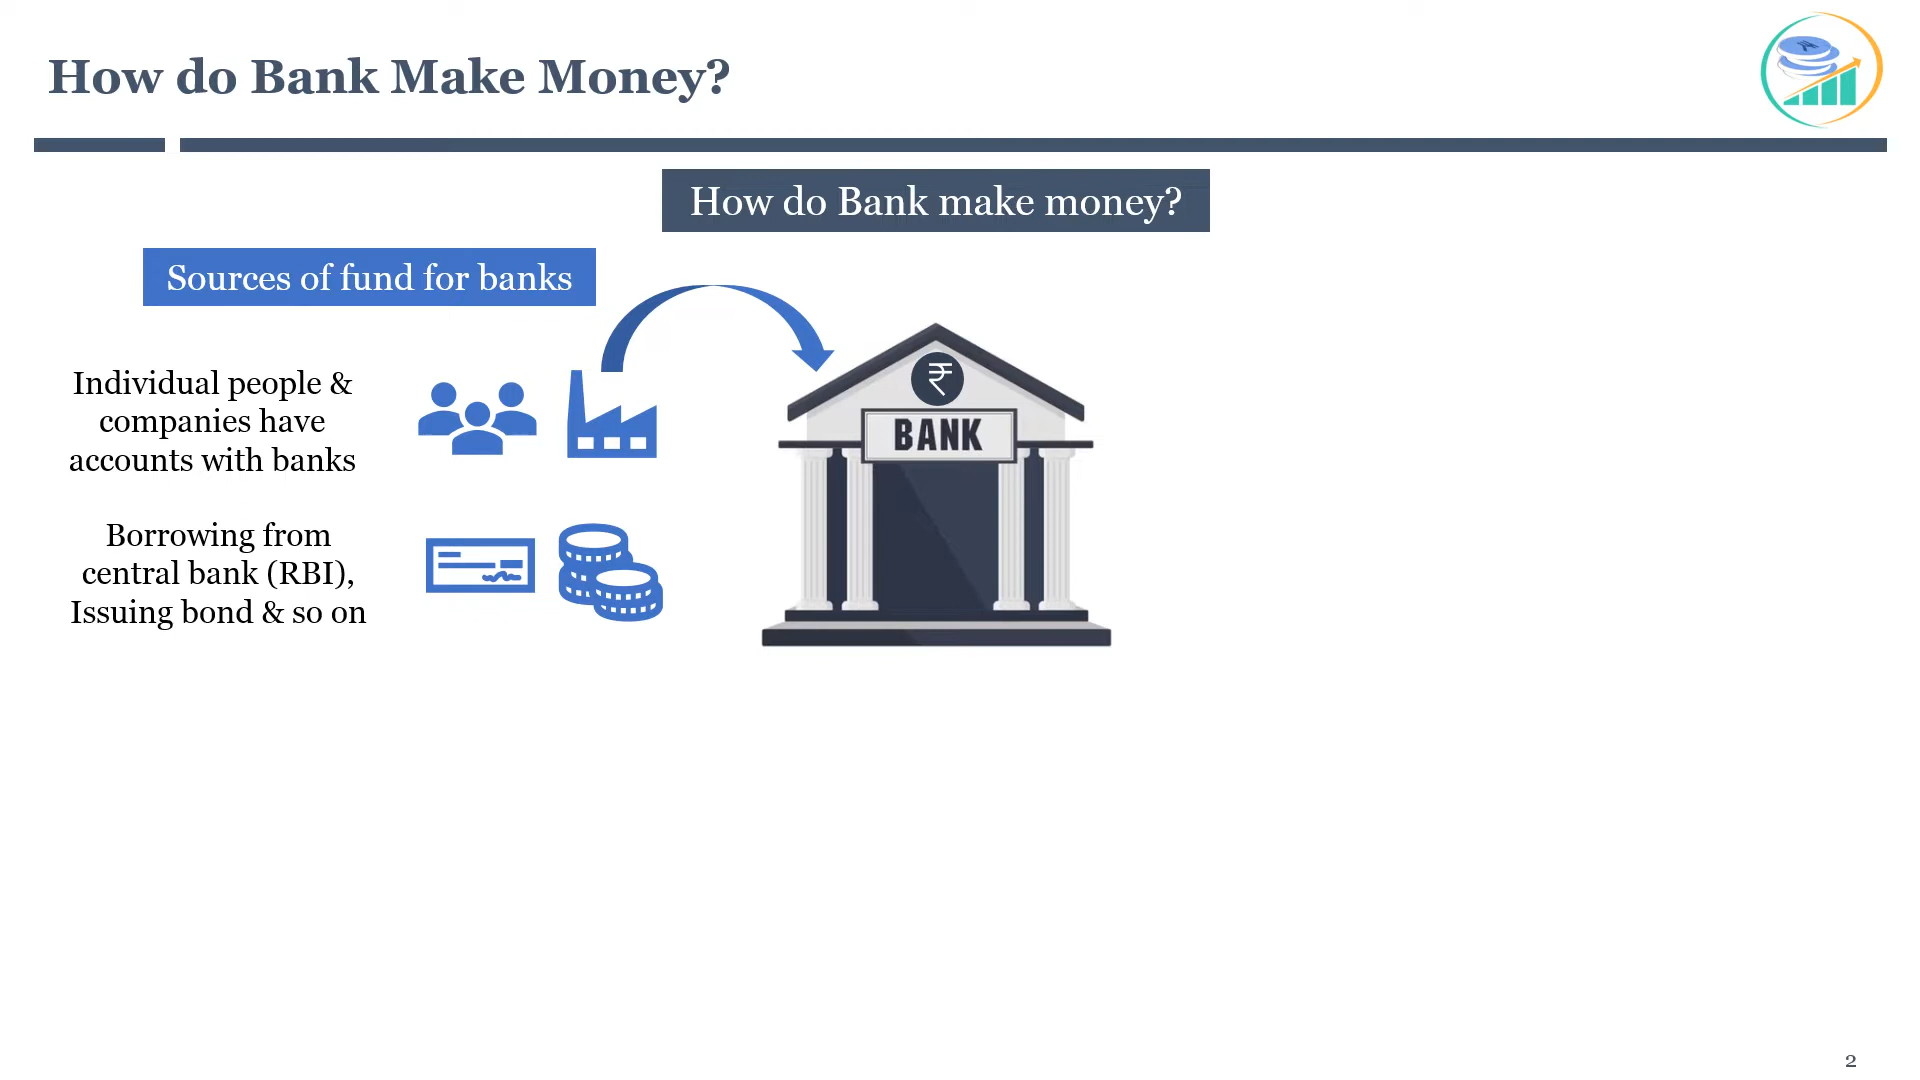 How do Bank Make Money?
How do Bank make money?
Sources of fund for banks
Individual people &
companies have
accounts with banks
₹
BANK
Borrowing from
central bank (RBI),
Issuing bond & so on
2